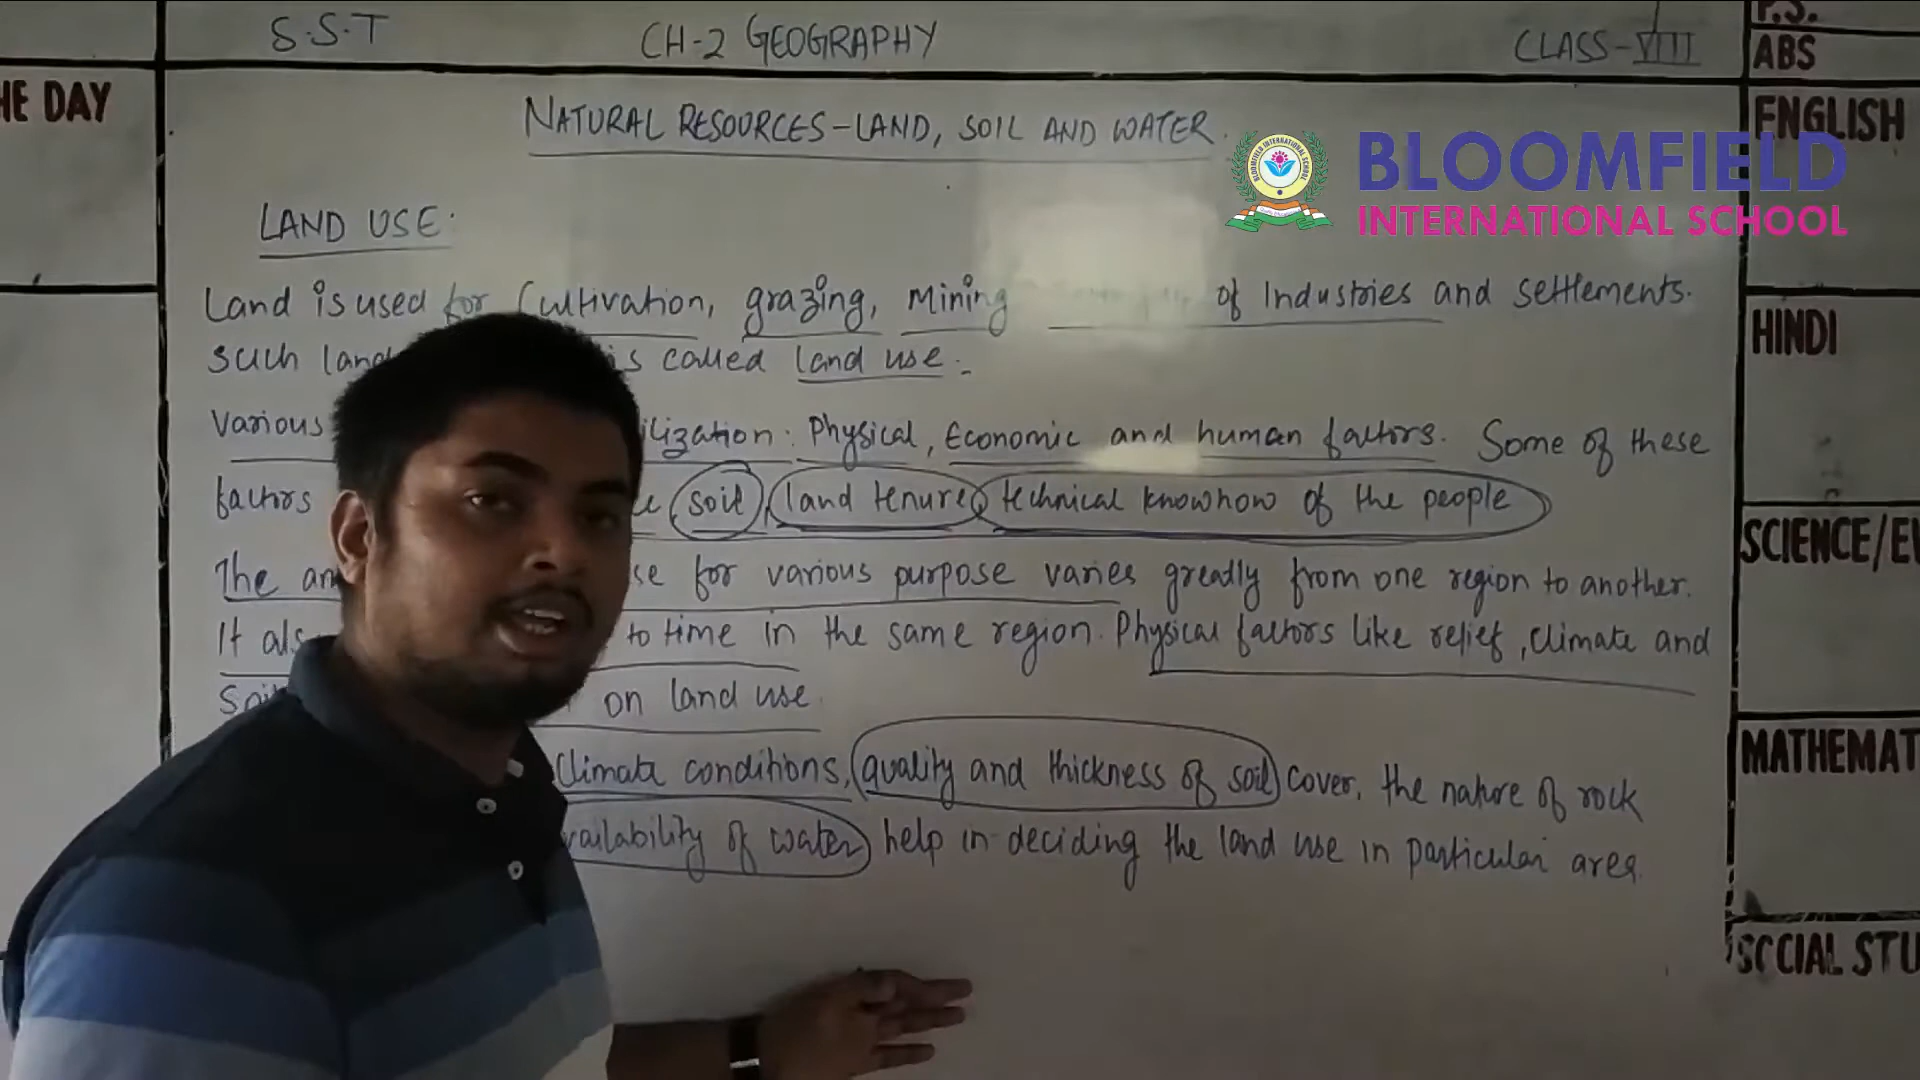 S.S.T
CH-2 GEOGRAPHY
CLASS-VIII
P.S.
ABS
HE DAY
ENGLISH
NATURAL RESOURCES-LAND, SOIL AND WATER.
BLOOMFIELD
INTERNATIONAL SCHOOL
LAND USE:
Land is used for Cultivation, grazing, Mining of Industries and settlements.
HINDI
Such land is called land use.
Various ilization: Physical, Economic and human factors. Some of these
factors soil, land tenure, technical knowhow of the people
SCIENCE/E
The am se for various purpose varies greatly from one region to another.
It als to time in the same region. Physical factors like relief, climate and
Soi on land use.
MATHEMAT
Climate conditions, quality and thickness of soil cover, the nature of rock
vailability of water help in deciding the land use in particular area.
SOCIAL STU